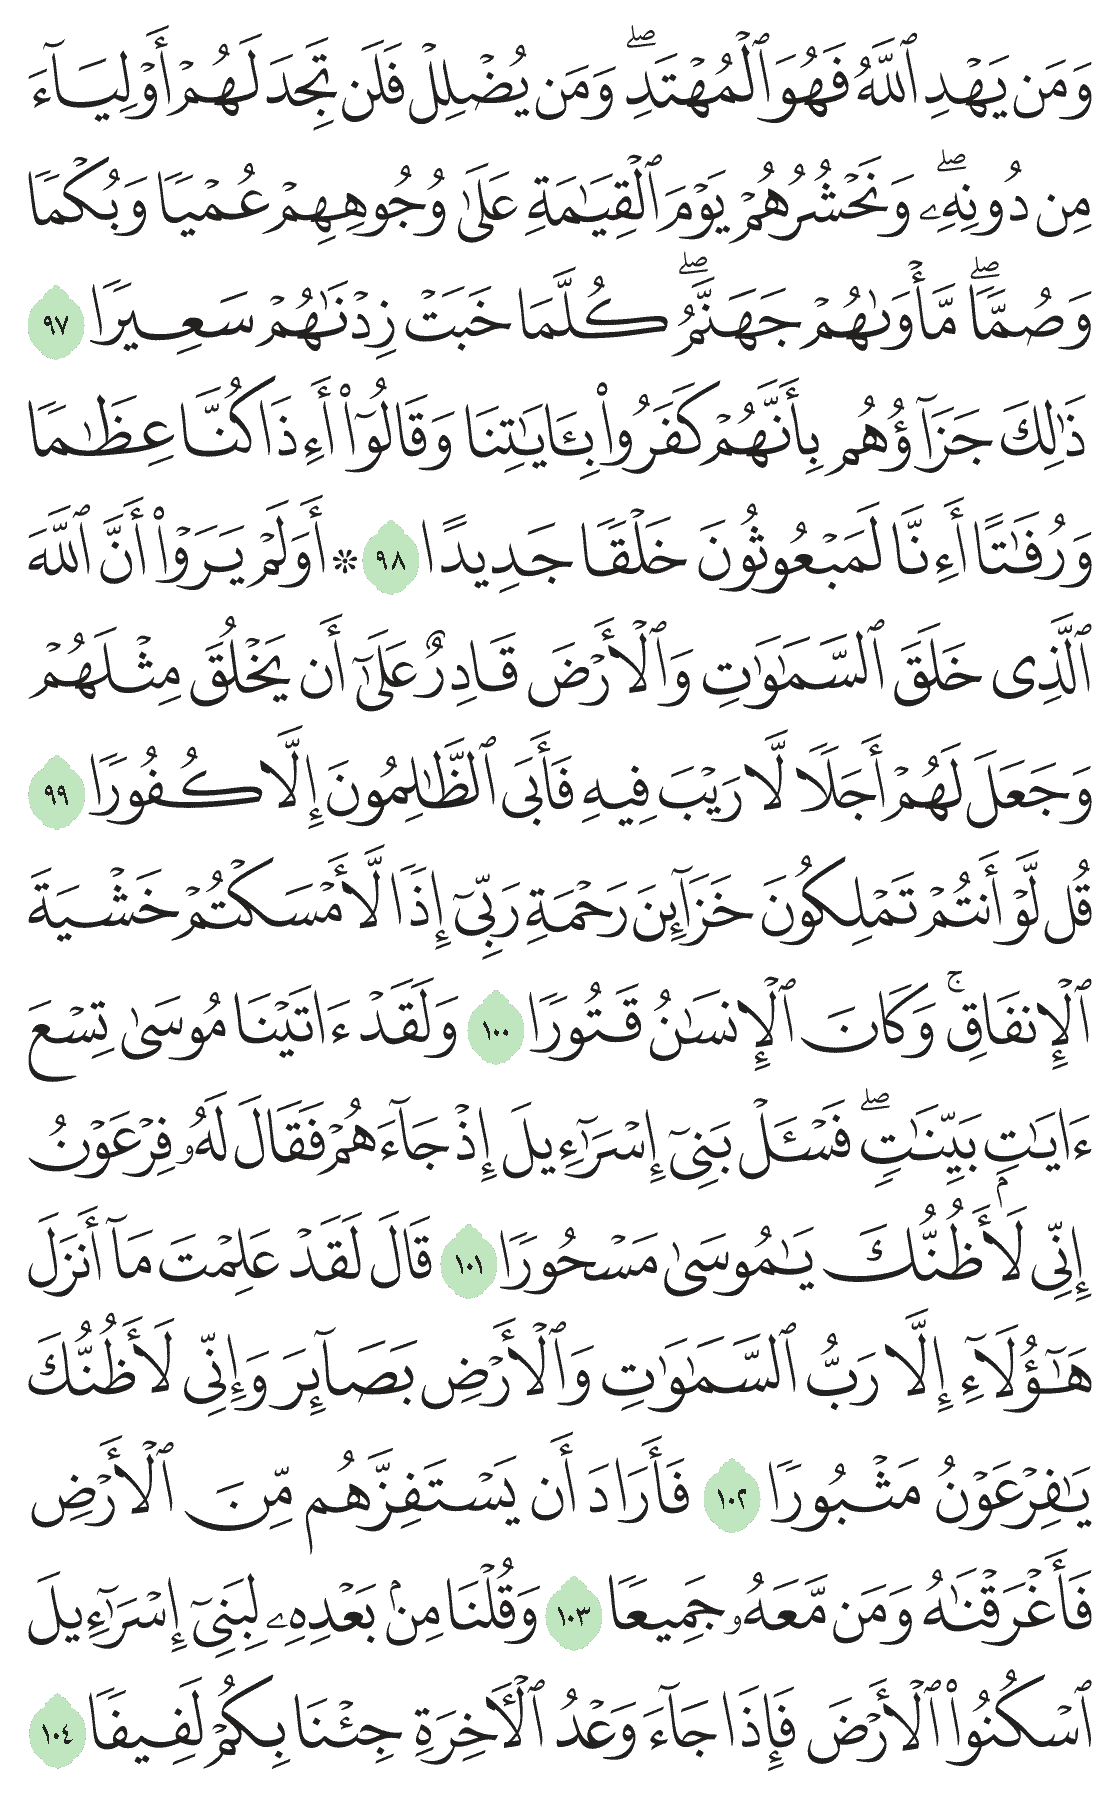 وَمَن يَهْدِ ٱللَّهُ فَهُوَ ٱلْمُهْتَدِ ۖ وَمَن يُضْلِلْ فَلَن تَجِدَ لَهُمْ أَوْلِيَآءَ
مِن دُونِهِۦ ۖ وَنَحْشُرُهُمْ يَوْمَ ٱلْقِيَٰمَةِ عَلَىٰ وُجُوهِهِمْ عُمْيًا وَبُكْمًا
وَصُمًّا ۖ مَّأْوَىٰهُمْ جَهَنَّمُ ۖ كُلَّمَا خَبَتْ زِدْنَٰهُمْ سَعِيرًا ٩٧
ذَٰلِكَ جَزَآؤُهُم بِأَنَّهُمْ كَفَرُوا۟ بِـَٔايَٰتِنَا وَقَالُوٓا۟ أَءِذَا كُنَّا عِظَٰمًا
وَرُفَٰتًا أَءِنَّا لَمَبْعُوثُونَ خَلْقًا جَدِيدًا ٩٨ ۞ أَوَلَمْ يَرَوْا۟ أَنَّ ٱللَّهَ
ٱلَّذِى خَلَقَ ٱلسَّمَٰوَٰتِ وَٱلْأَرْضَ قَادِرٌ عَلَىٰٓ أَن يَخْلُقَ مِثْلَهُمْ
وَجَعَلَ لَهُمْ أَجَلًا لَّا رَيْبَ فِيهِ فَأَبَى ٱلظَّٰلِمُونَ إِلَّا كُفُورًا ٩٩
قُل لَّوْ أَنتُمْ تَمْلِكُونَ خَزَآئِنَ رَحْمَةِ رَبِّىٓ إِذًا لَّأَمْسَكْتُمْ خَشْيَةَ
ٱلْإِنفَاقِ ۚ وَكَانَ ٱلْإِنسَٰنُ قَتُورًا ١٠٠ وَلَقَدْ ءَاتَيْنَا مُوسَىٰ تِسْعَ
ءَايَٰتٍۭ بَيِّنَٰتٍ ۖ فَسْـَٔلْ بَنِىٓ إِسْرَٰٓءِيلَ إِذْ جَآءَهُمْ فَقَالَ لَهُۥ فِرْعَوْنُ
إِنِّى لَأَظُنُّكَ يَٰمُوسَىٰ مَسْحُورًا ١٠١ قَالَ لَقَدْ عَلِمْتَ مَآ أَنزَلَ
هَٰٓؤُلَآءِ إِلَّا رَبُّ ٱلسَّمَٰوَٰتِ وَٱلْأَرْضِ بَصَآئِرَ وَإِنِّى لَأَظُنُّكَ
يَٰفِرْعَوْنُ مَثْبُورًا ١٠٢ فَأَرَادَ أَن يَسْتَفِزَّهُم مِّنَ ٱلْأَرْضِ
فَأَغْرَقْنَٰهُ وَمَن مَّعَهُۥ جَمِيعًا ١٠٣ وَقُلْنَا مِنۢ بَعْدِهِۦ لِبَنِىٓ إِسْرَٰٓءِيلَ
ٱسْكُنُوا۟ ٱلْأَرْضَ فَإِذَا جَآءَ وَعْدُ ٱلْـَٔاخِرَةِ جِئْنَا بِكُمْ لَفِيفًا ١٠٤